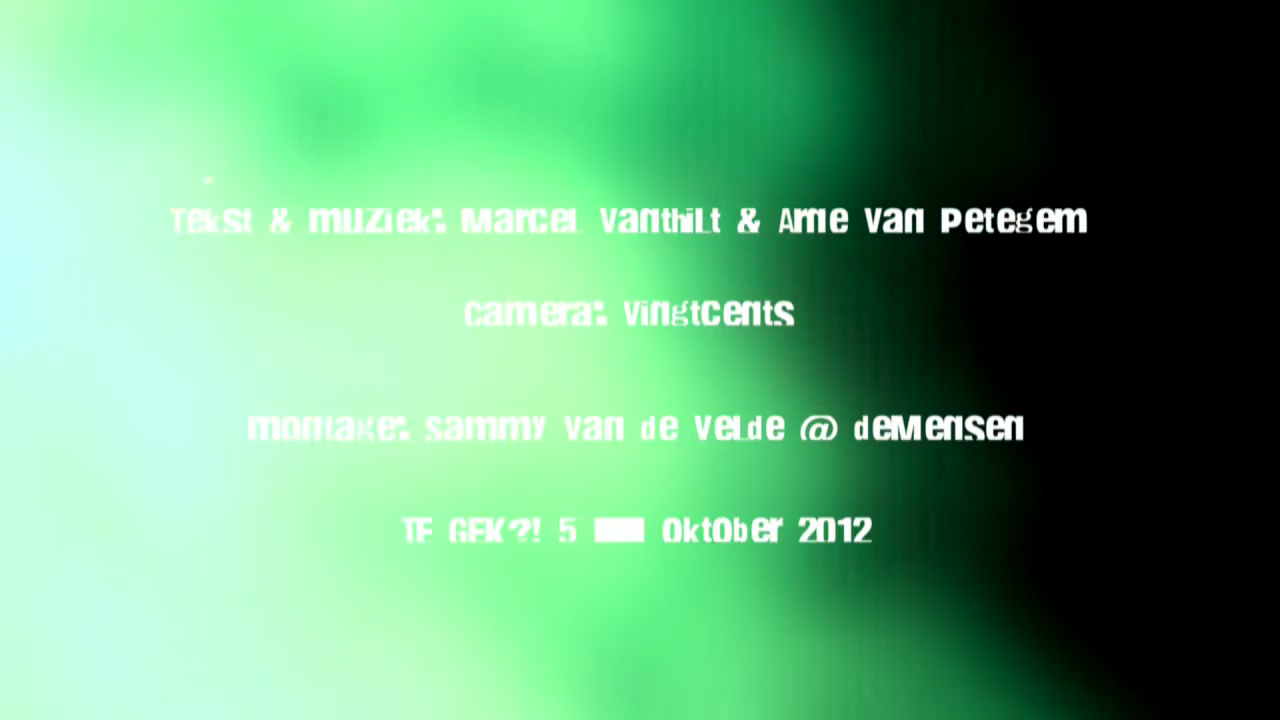 Tekst & muziek: Marcel Vanthilt & Arne Van Petegem
camera: Vingtcents
montage: sammy van de Velde @ deMensen
TE GEK?! 5 Oktober 2012